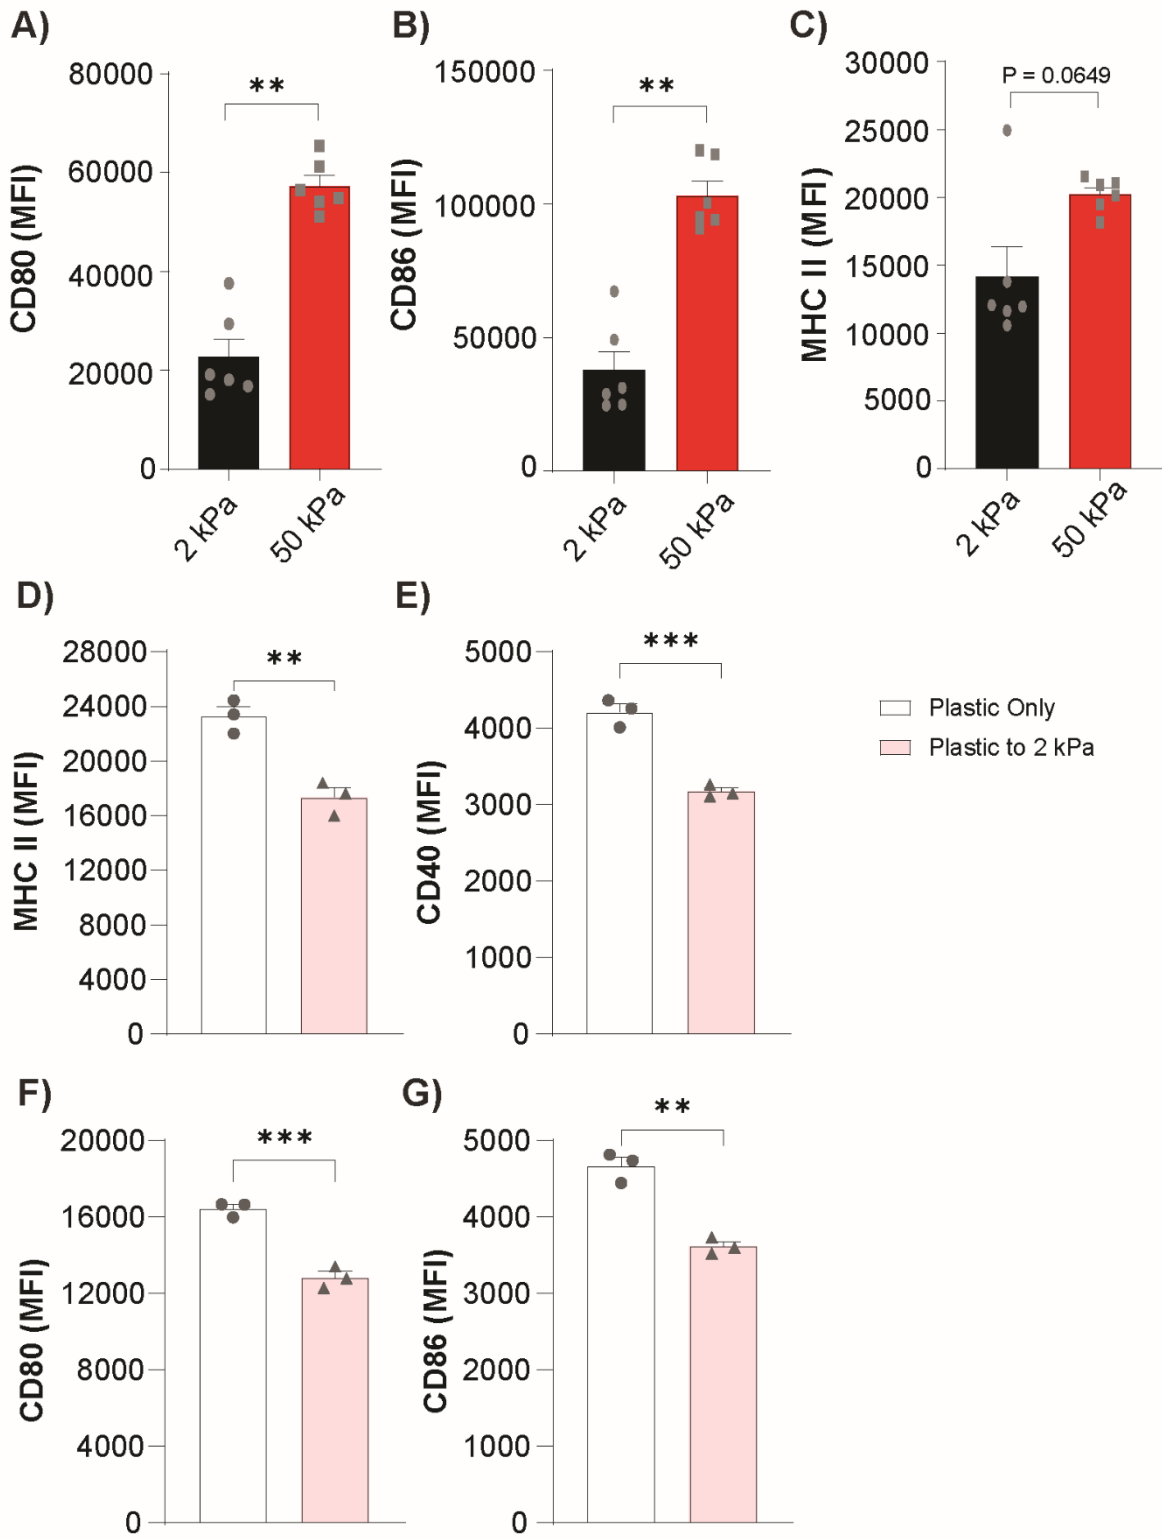 A)
CD80 (MFI)
80000
60000
40000
20000
0
**
2 kPa
50 kPa
B)
CD86 (MFI)
150000
100000
50000
0
**
2 kPa
50 kPa
C)
MHC II (MFI)
30000
25000
20000
15000
10000
5000
0
P = 0.0649
2 kPa
50 kPa
D)
MHC II (MFI)
28000
24000
20000
16000
12000
8000
4000
0
**
E)
CD40 (MFI)
5000
4000
3000
2000
1000
0
***
Plastic Only
Plastic to 2 kPa
F)
CD80 (MFI)
20000
16000
12000
8000
4000
0
***
G)
CD86 (MFI)
5000
4000
3000
2000
1000
0
**